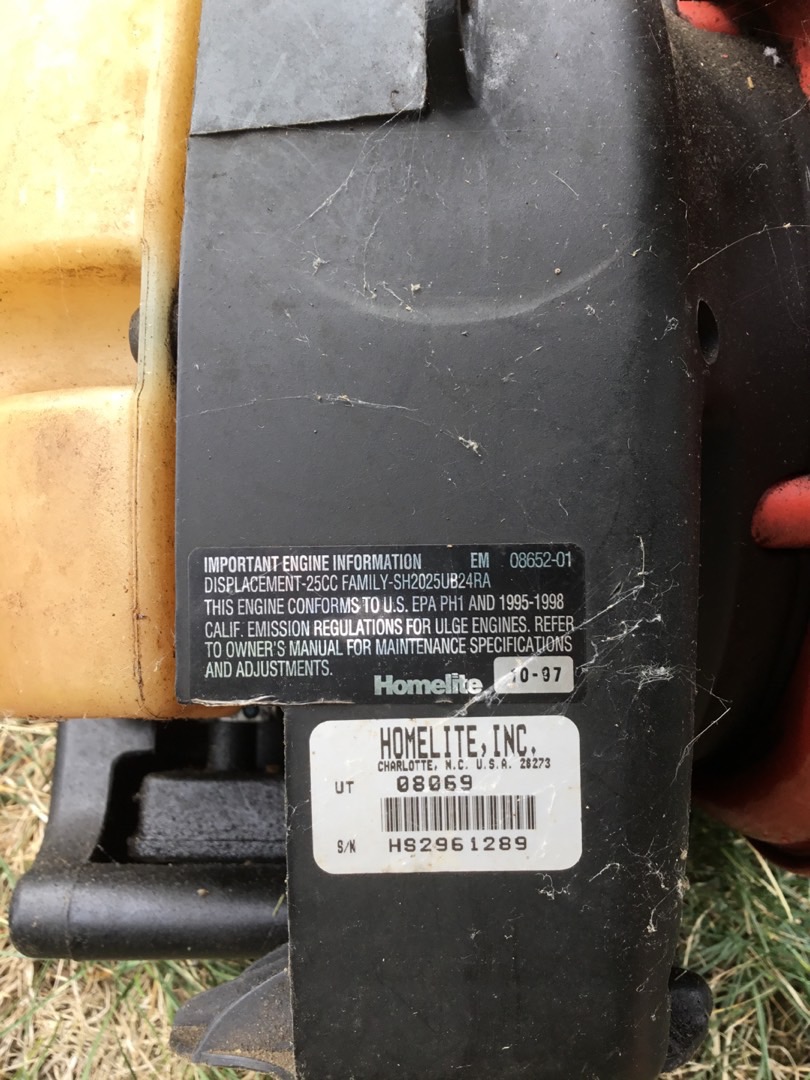 IMPORTANT ENGINE INFORMATION EM 08652-01
DISPLACEMENT-25CC FAMILY-SH2025UB24RA
THIS ENGINE CONFORMS TO U.S. EPA PH1 AND 1995-1998
CALIF. EMISSION REGULATIONS FOR ULGE ENGINES. REFER
TO OWNER'S MANUAL FOR MAINTENANCE SPECIFICATIONS
AND ADJUSTMENTS.
Homelite 10-97
HOMELITE, INC.
CHARLOTTE, N.C. U.S.A. 28273
UT 08069
S/N HS2961289